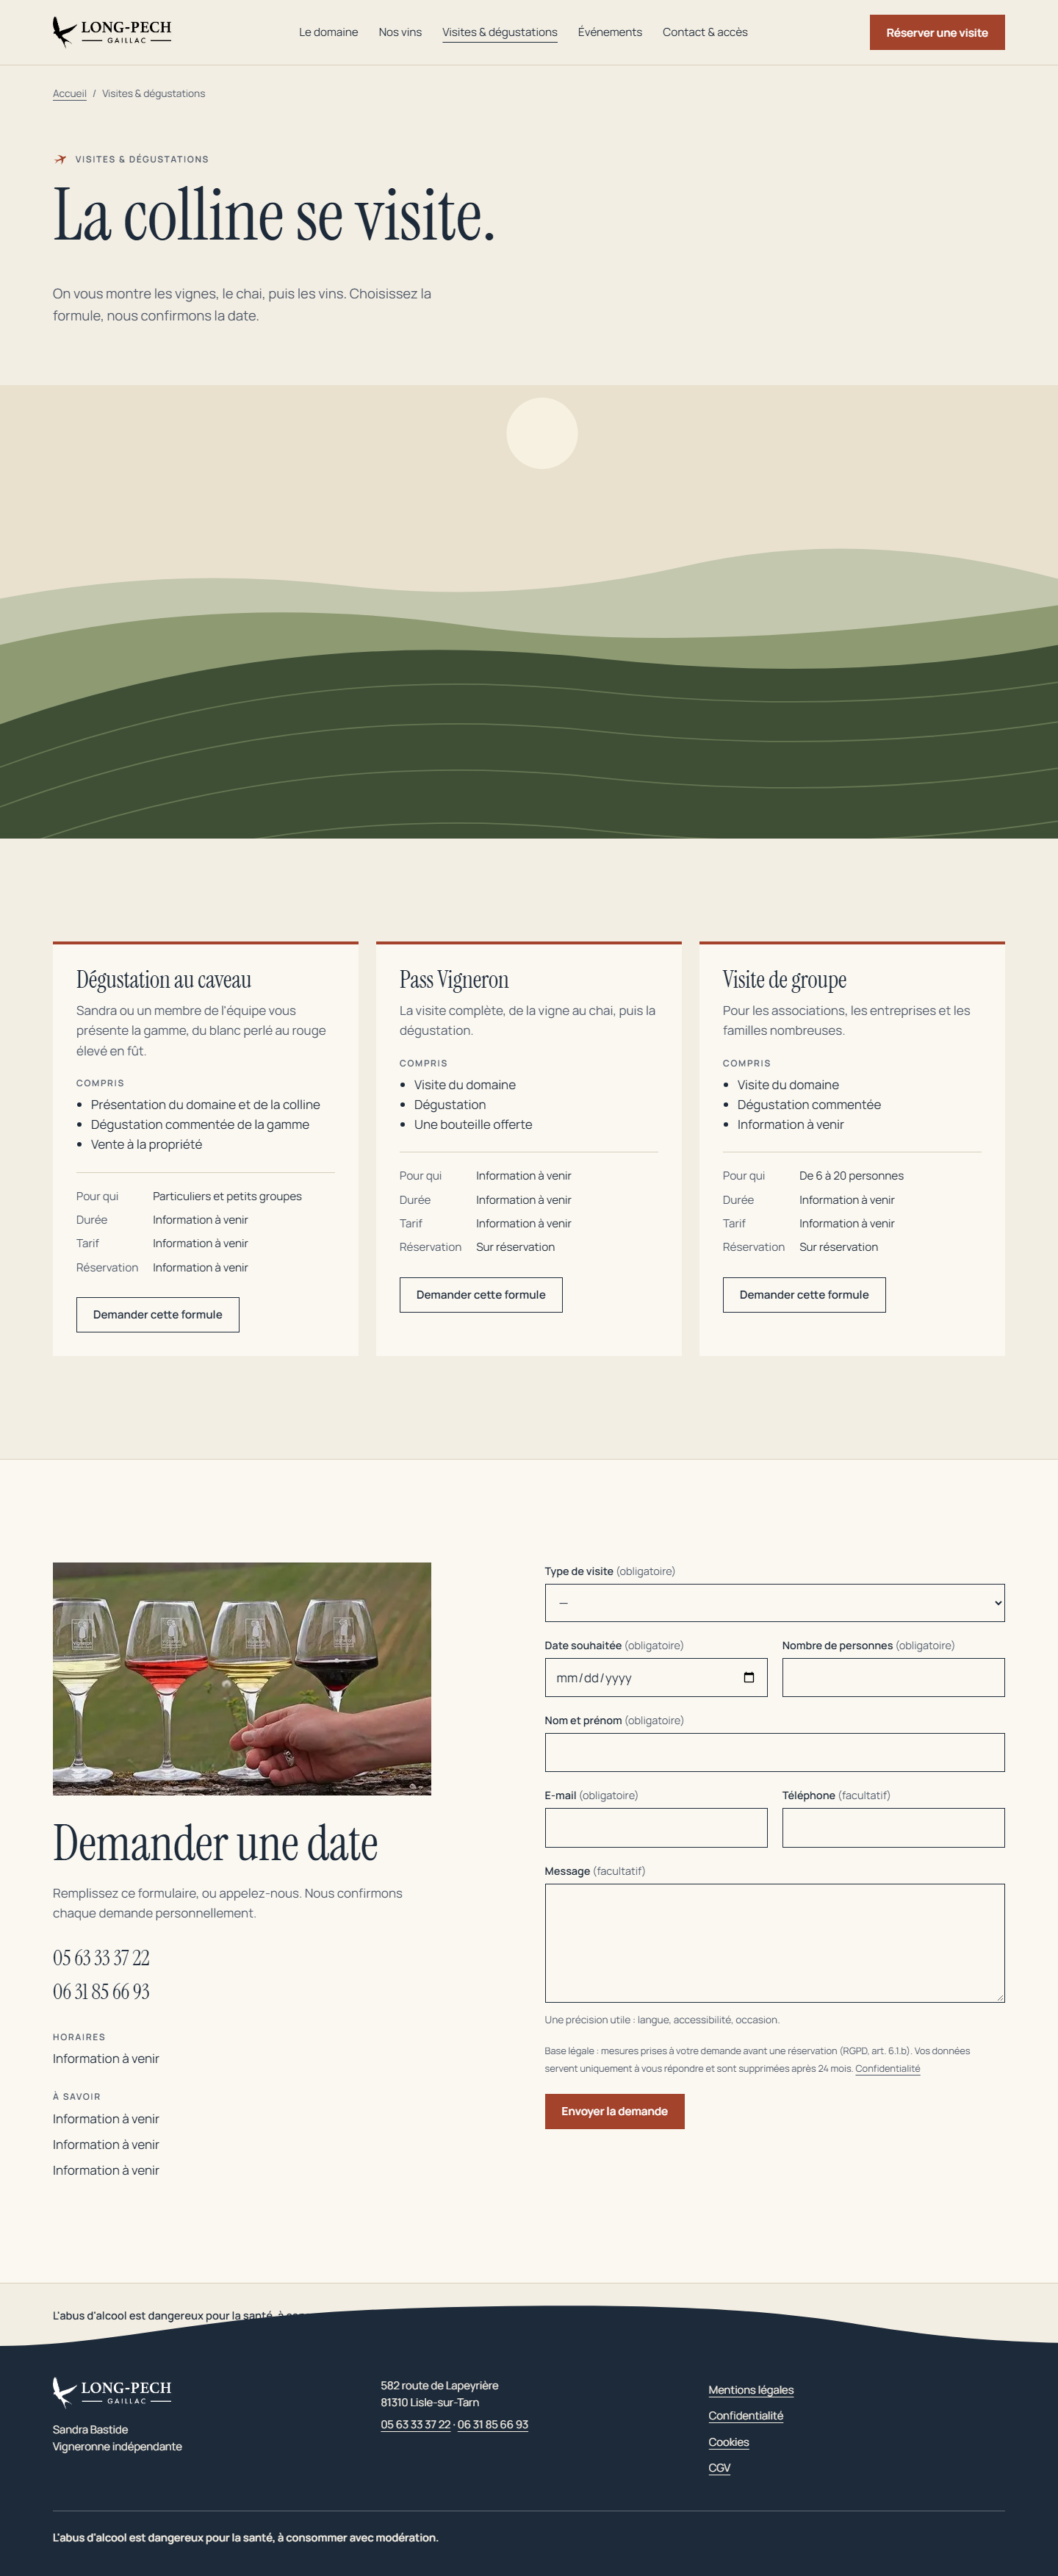 LONG-PECH
GAILLAC
Le domaine
Nos vins
Visites & dégustations
Événements
Contact & accès
Réserver une visite
Accueil / Visites & dégustations
VISITES & DÉGUSTATIONS
La colline se visite.
On vous montre les vignes, le chai, puis les vins. Choisissez la
formule, nous confirmons la date.
Dégustation au caveau
Sandra ou un membre de l'équipe vous
présente la gamme, du blanc perlé au rouge
élevé en fût.
COMPRIS
Présentation du domaine et de la colline
Dégustation commentée de la gamme
Vente à la propriété
Pour qui Particuliers et petits groupes
Durée Information à venir
Tarif Information à venir
Réservation Information à venir
Demander cette formule
Pass Vigneron
La visite complète, de la vigne au chai, puis la
dégustation.
COMPRIS
Visite du domaine
Dégustation
Une bouteille offerte
Pour qui Information à venir
Durée Information à venir
Tarif Information à venir
Réservation Sur réservation
Demander cette formule
Visite de groupe
Pour les associations, les entreprises et les
familles nombreuses.
COMPRIS
Visite du domaine
Dégustation commentée
Information à venir
Pour qui De 6 à 20 personnes
Durée Information à venir
Tarif Information à venir
Réservation Sur réservation
Demander cette formule
Demander une date
Remplissez ce formulaire, ou appelez-nous. Nous confirmons
chaque demande personnellement.
05 63 33 37 22
06 31 85 66 93
HORAIRES
Information à venir
À SAVOIR
Information à venir
Information à venir
Information à venir
Type de visite (obligatoire)
—
Date souhaitée (obligatoire)
mm/dd/yyyy
Nombre de personnes (obligatoire)
Nom et prénom (obligatoire)
E-mail (obligatoire)
Téléphone (facultatif)
Message (facultatif)
Une précision utile : langue, accessibilité, occasion.
Base légale : mesures prises à votre demande avant une réservation (RGPD, art. 6.1.b). Vos données
servent uniquement à vous répondre et sont supprimées après 24 mois. Confidentialité
Envoyer la demande
L'abus d'alcool est dangereux pour la santé, à
LONG-PECH
GAILLAC
Sandra Bastide
Vigneronne indépendante
582 route de Lapeyrière
81310 Lisle-sur-Tarn
05 63 33 37 22 · 06 31 85 66 93
Mentions légales
Confidentialité
Cookies
CGV
L'abus d'alcool est dangereux pour la santé, à consommer avec modération.